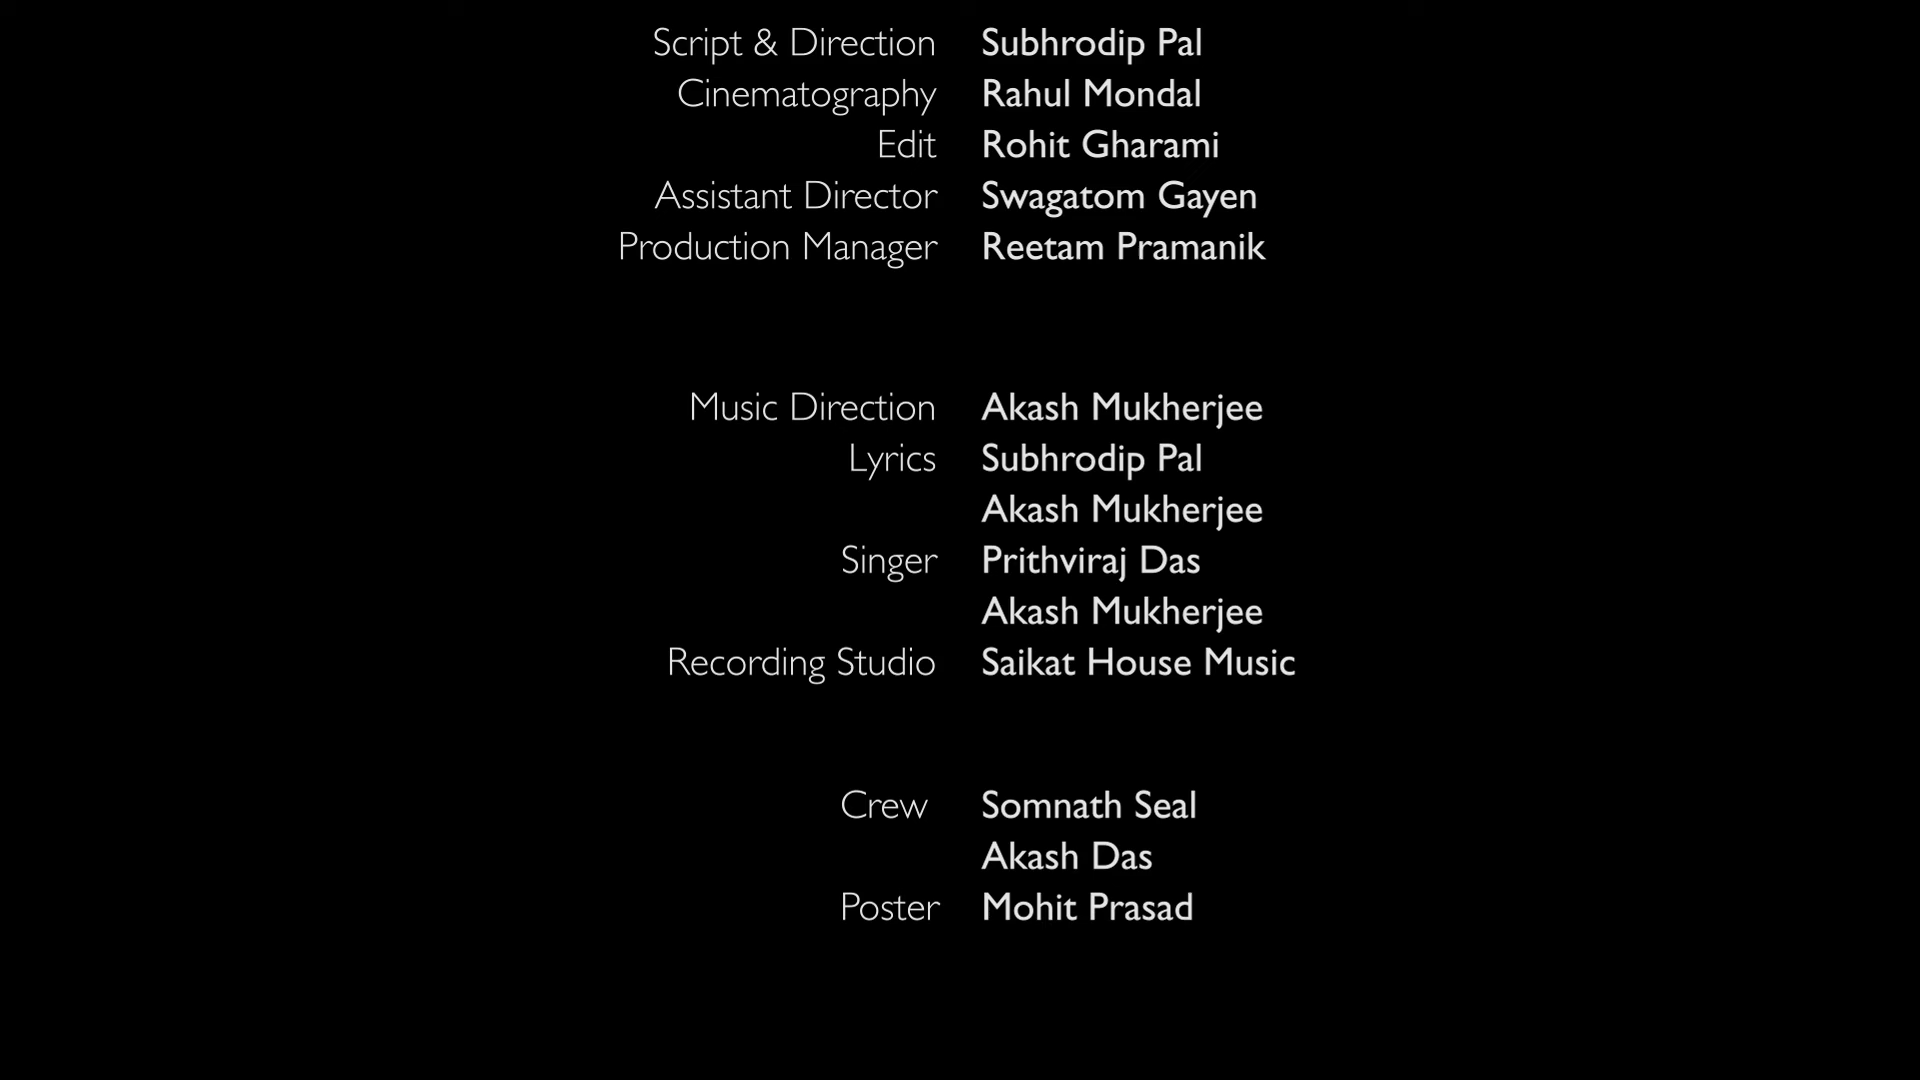 Script & Direction Subhrodip Pal
Cinematography Rahul Mondal
Edit Rohit Gharami
Assistant Director Swagatom Gayen
Production Manager Reetam Pramanik
Music Direction Akash Mukherjee
Lyrics Subhrodip Pal
Akash Mukherjee
Singer Prithviraj Das
Akash Mukherjee
Recording Studio Saikat House Music
Crew Somnath Seal
Akash Das
Poster Mohit Prasad